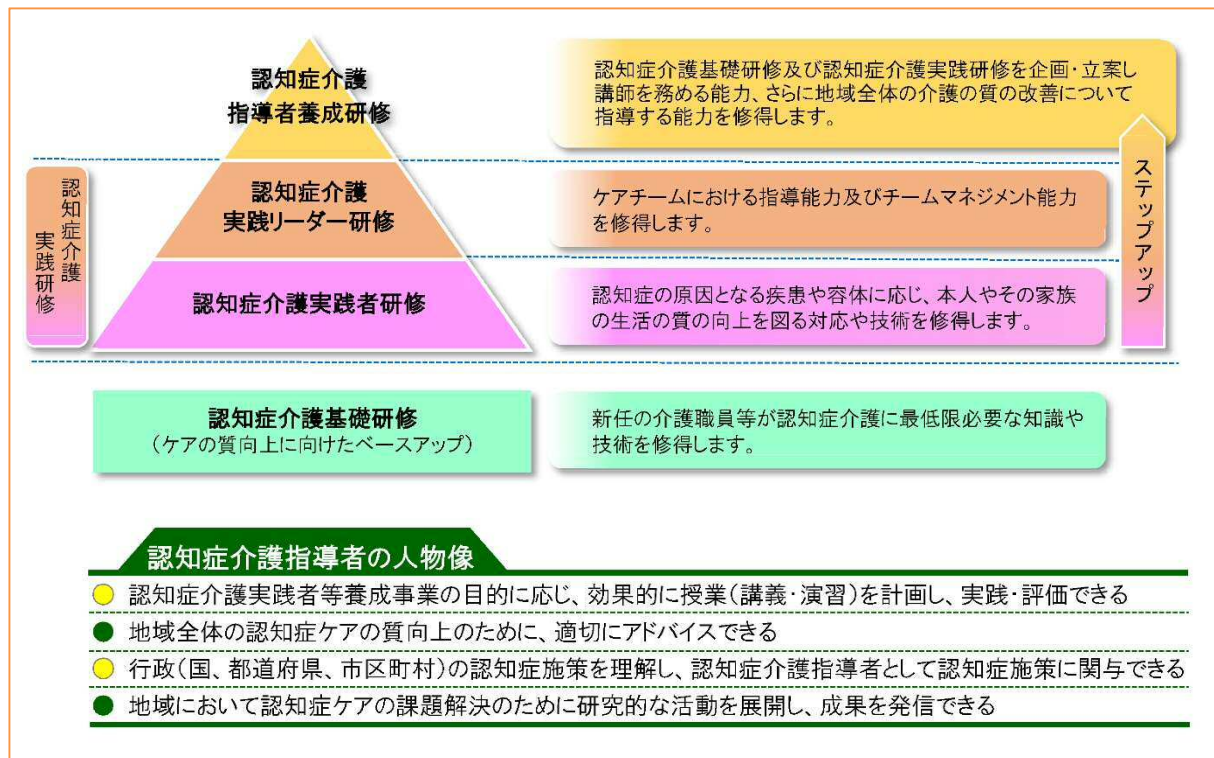 認知症介護
指導者養成研修
認知症介護基礎研修及び認知症介護実践研修を企画・立案し
講師を務める能力、さらに地域全体の介護の質の改善について
指導する能力を修得します。
認知症介護
実践研修
認知症介護
実践リーダー研修
ケアチームにおける指導能力及びチームマネジメント能力
を修得します。
ステップアップ
認知症介護実践者研修
認知症の原因となる疾患や容体に応じ、本人やその家族
の生活の質の向上を図る対応や技術を修得します。
認知症介護基礎研修
（ケアの質向上に向けたベースアップ）
新任の介護職員等が認知症介護に最低限必要な知識や
技術を修得します。
認知症介護指導者の人物像
認知症介護実践者等養成事業の目的に応じ、効果的に授業（講義・演習）を計画し、実践・評価できる
地域全体の認知症ケアの質向上のために、適切にアドバイスできる
行政（国、都道府県、市区町村）の認知症施策を理解し、認知症介護指導者として認知症施策に関与できる
地域において認知症ケアの課題解決のために研究的な活動を展開し、成果を発信できる